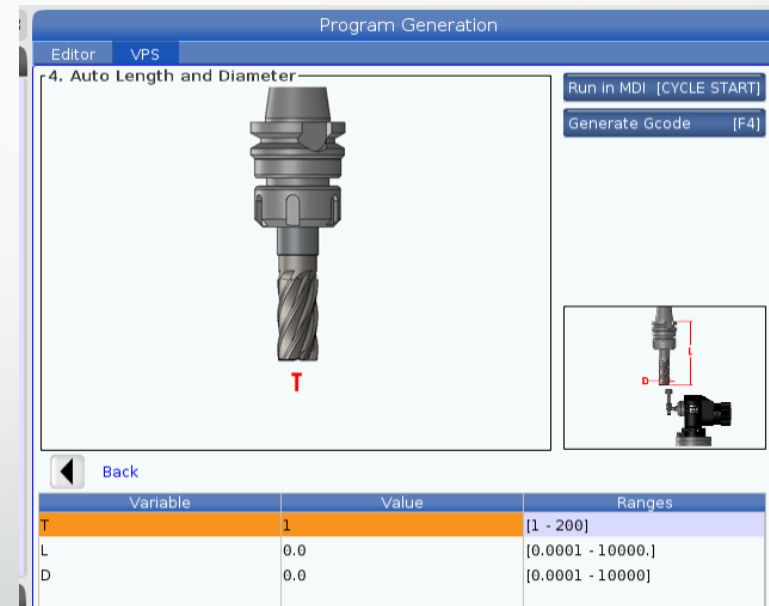 Program Generation
Editor VPS
4. Auto Length and Diameter
Run in MDI [CYCLE START]
Generate Gcode [F4]
T
L
D
Back
Variable Value Ranges
T 1 [1 - 200]
L 0.0 [0.0001 - 10000.]
D 0.0 [0.0001 - 10000]